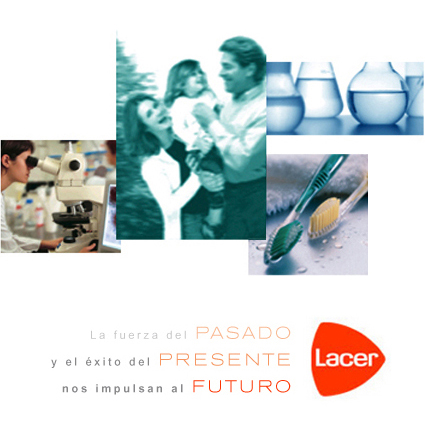 La fuerza del PASADO
y el éxito del PRESENTE
nos impulsan al FUTURO
Lacer